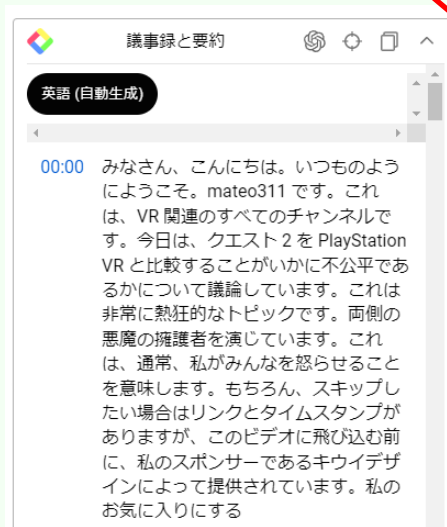 議事録と要約
英語 (自動生成)
00:00 みなさん、こんにちは。いつものよう
にようこそ。mateo311 です。これ
は、VR 関連のすべてのチャンネルで
す。今日は、クエスト 2 を PlayStation
VR と比較することがいかに不公平であ
るかについて議論しています。これは
非常に熱狂的なトピックです。両側の
悪魔の擁護者を演じています。これ
は、通常、私がみんなを怒らせること
を意味します。もちろん、スキップし
たい場合はリンクとタイムスタンプが
ありますが、このビデオに飛び込む前
に、私のスポンサーであるキウイデザ
インによって提供されています。私の
お気に入りにする